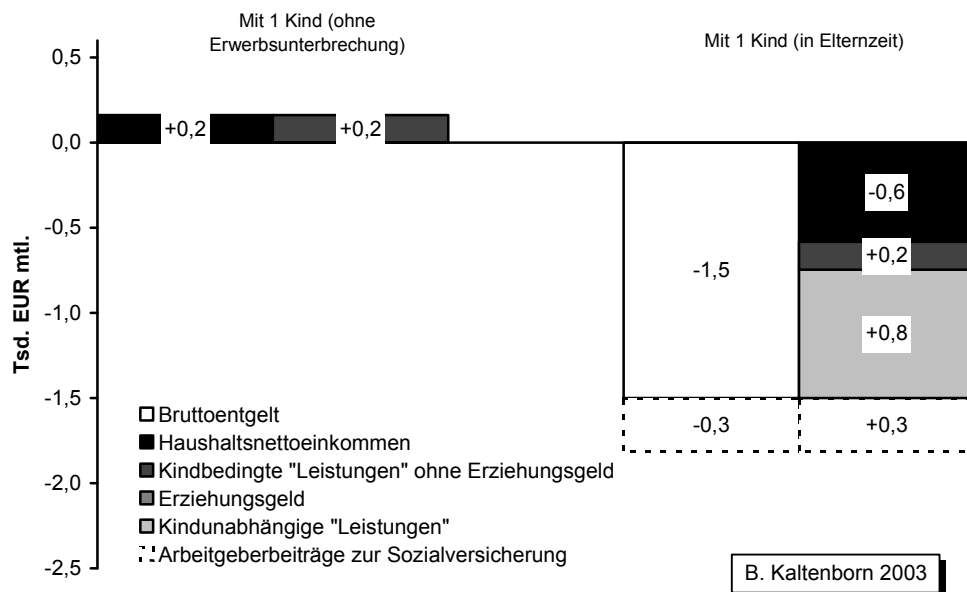 Mit 1 Kind (ohne
Erwerbsunterbrechung)
Mit 1 Kind (in Elternzeit)
Tsd. EUR mtl.
0,5
0,0
-0,5
-1,0
-1,5
-2,0
-2,5
+0,2
+0,2
-1,5
-0,6
+0,2
+0,8
-0,3
+0,3
Bruttoentgelt
Haushaltsnettoeinkommen
Kindbedingte "Leistungen" ohne Erziehungsgeld
Erziehungsgeld
Kindunabhängige "Leistungen"
Arbeitgeberbeiträge zur Sozialversicherung
B. Kaltenborn 2003